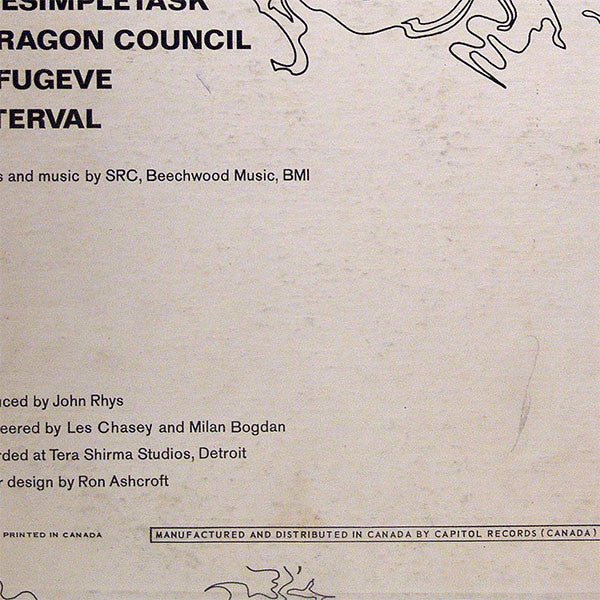 ESIMPLETASK
RAGON COUNCIL
FUGEVE
TERVAL
s and music by SRC, Beechwood Music, BMI
uced by John Rhys
eered by Les Chasey and Milan Bogdan
rded at Tera Shirma Studios, Detroit
r design by Ron Ashcroft
PRINTED IN CANADA
MANUFACTURED AND DISTRIBUTED IN CANADA BY CAPITOL RECORDS (CANADA)